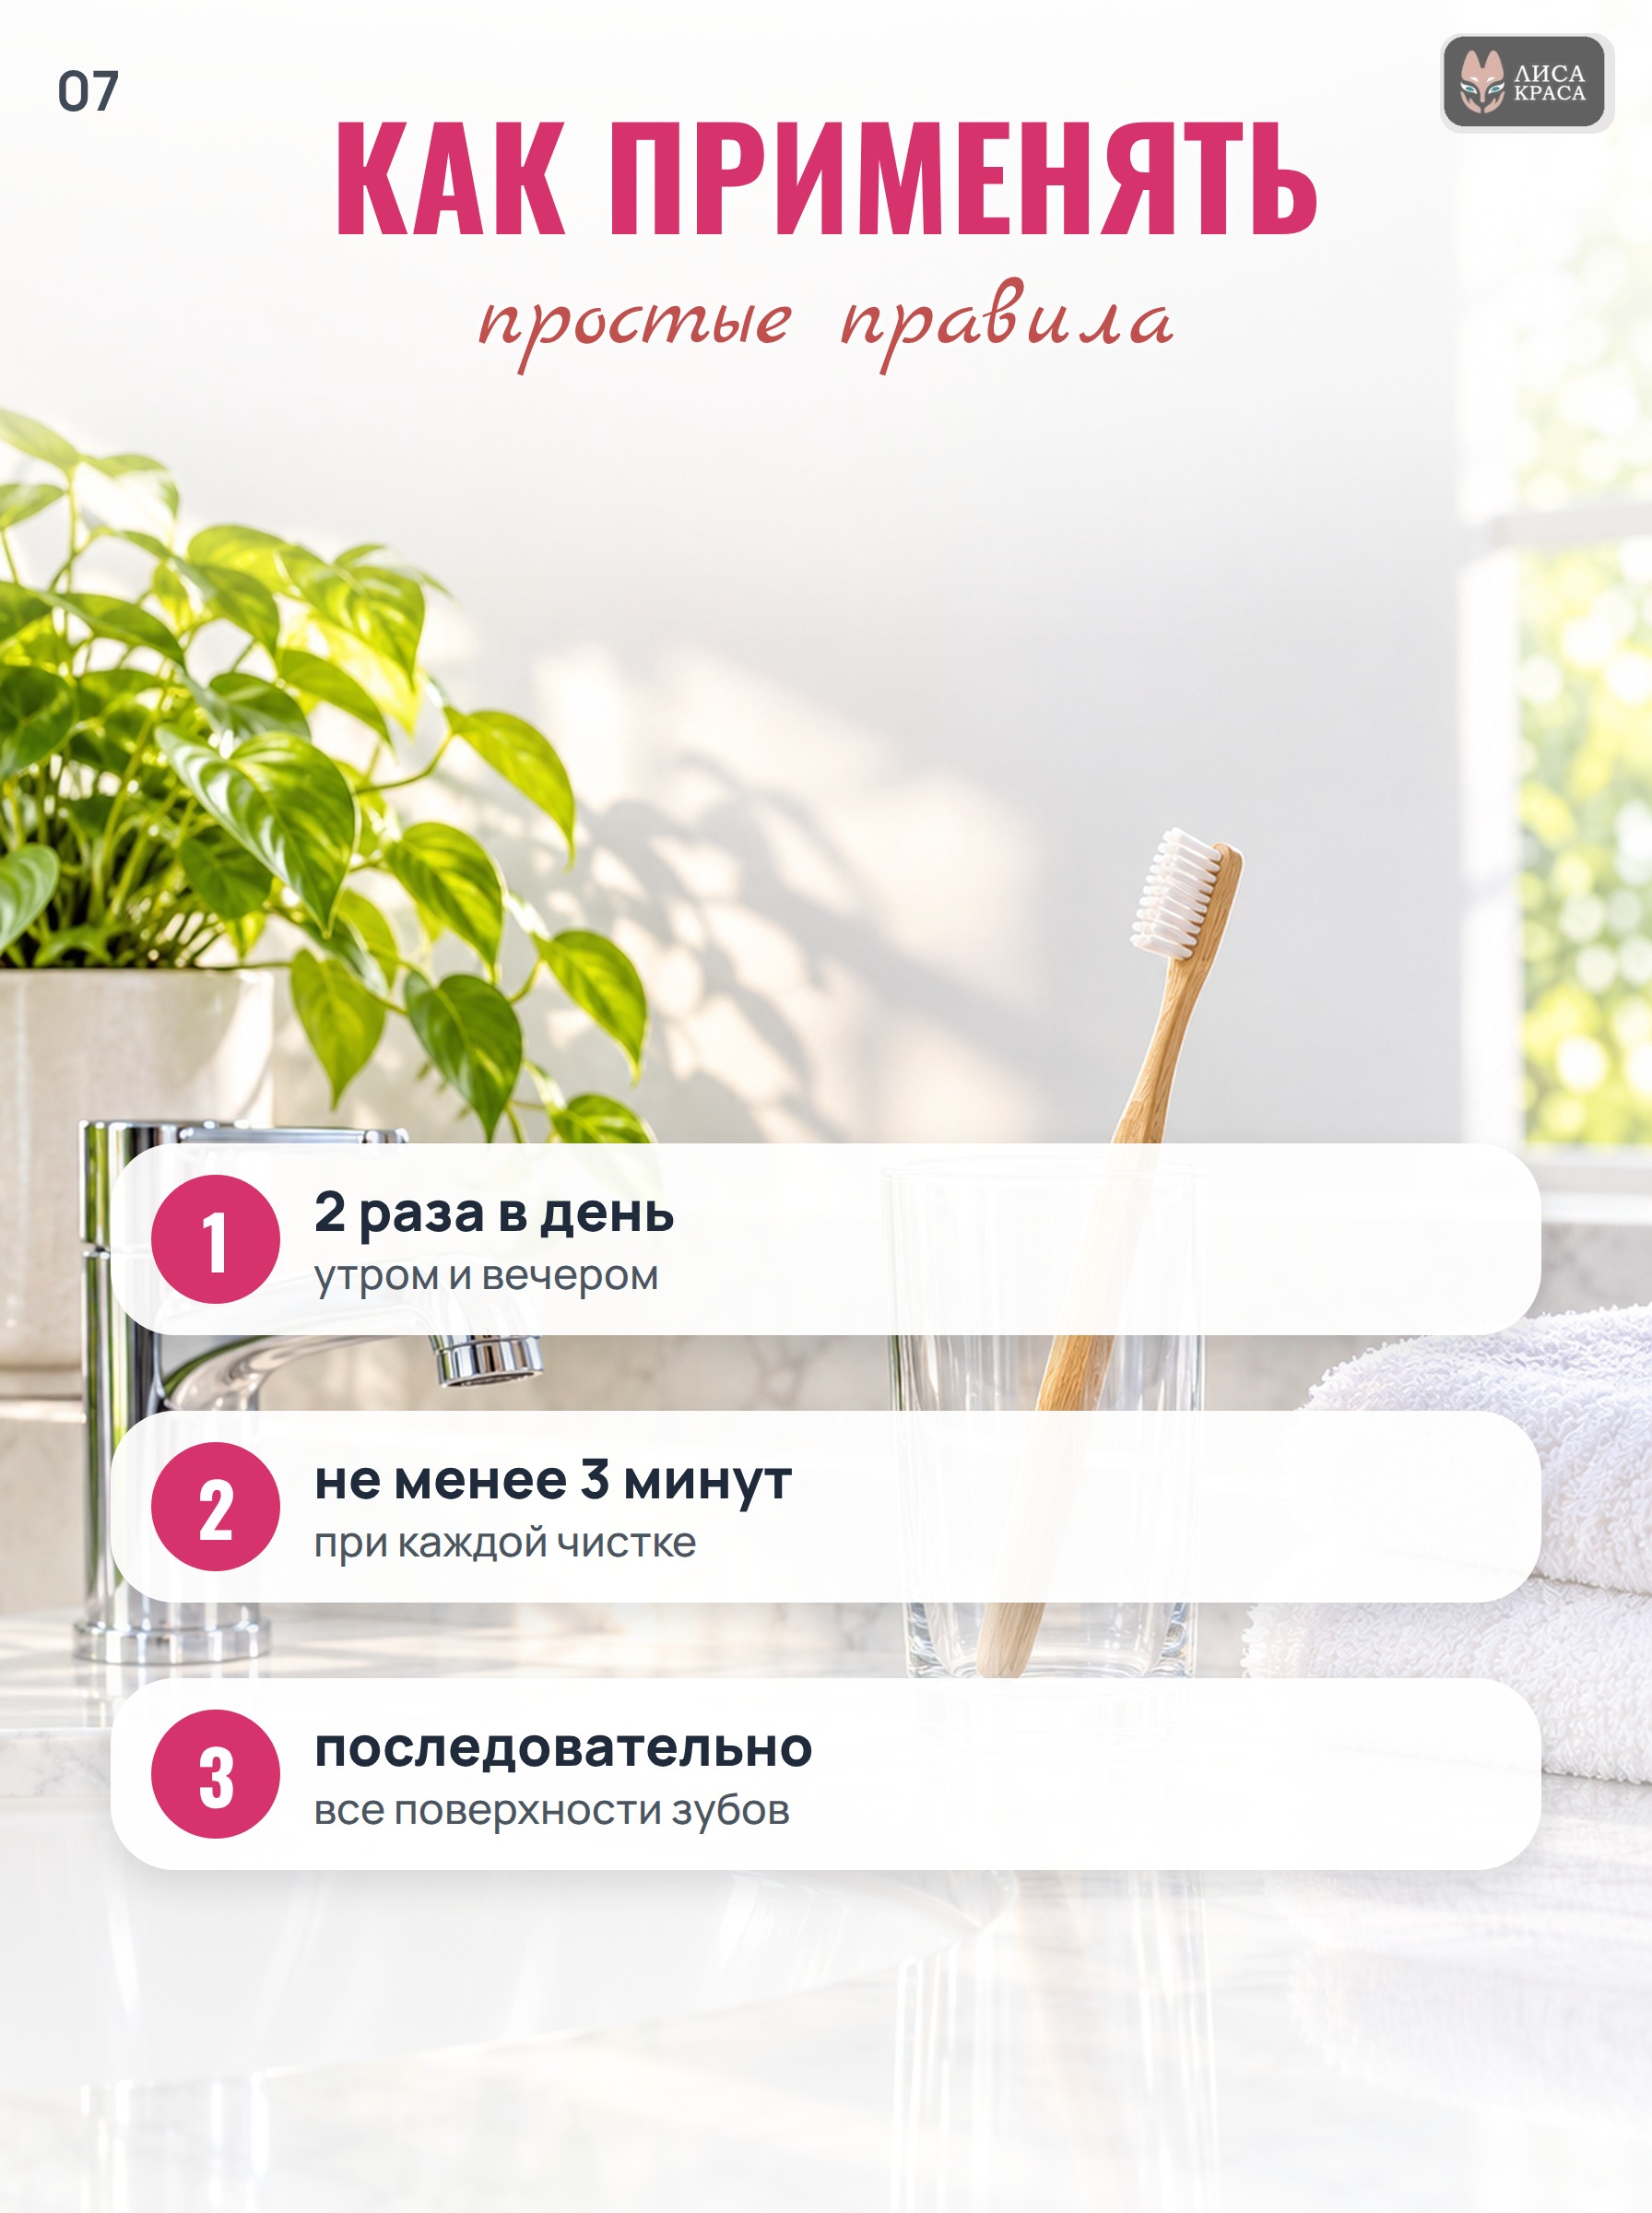 07
ЛИСА
КРАСА
КАК ПРИМЕНЯТЬ
простые правила
1
2 раза в день
утром и вечером
2
не менее 3 минут
при каждой чистке
3
последовательно
все поверхности зубов